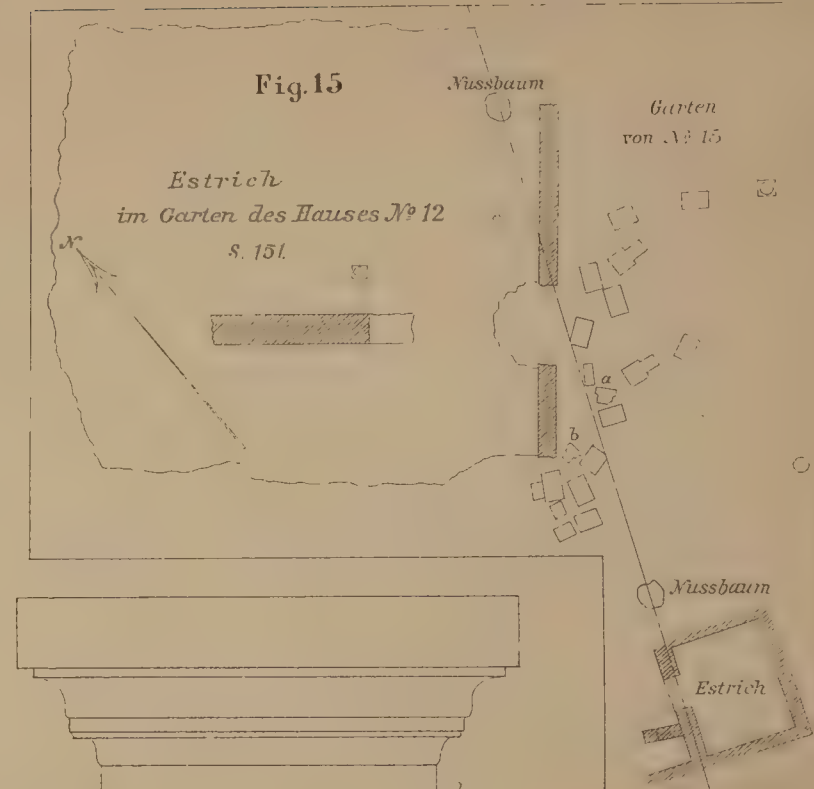 Fig. 15
Nussbaum
Garten
von No 15
Estrich
im Garten des Hauses No 12
S. 151.
N
a
b
Nussbaum
Estrich